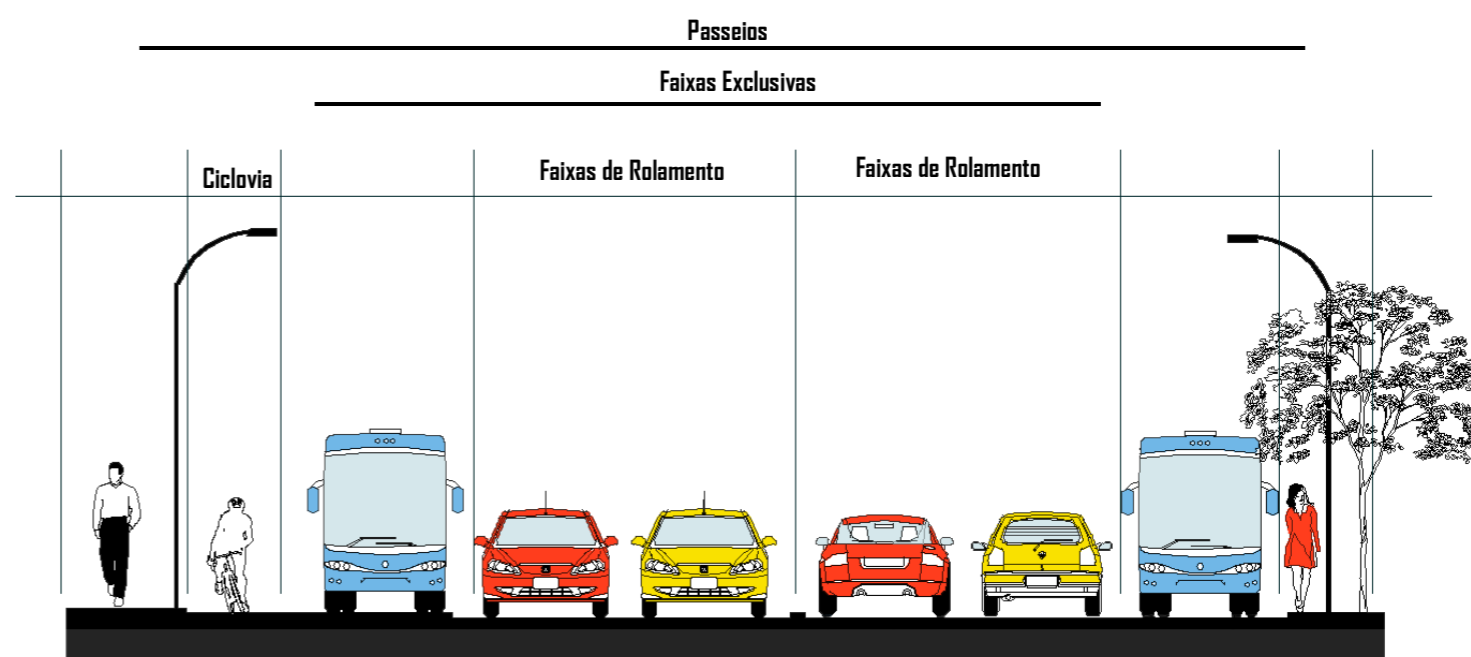 Passeios
Faixas Exclusivas
Ciclovia
Faixas de Rolamento
Faixas de Rolamento